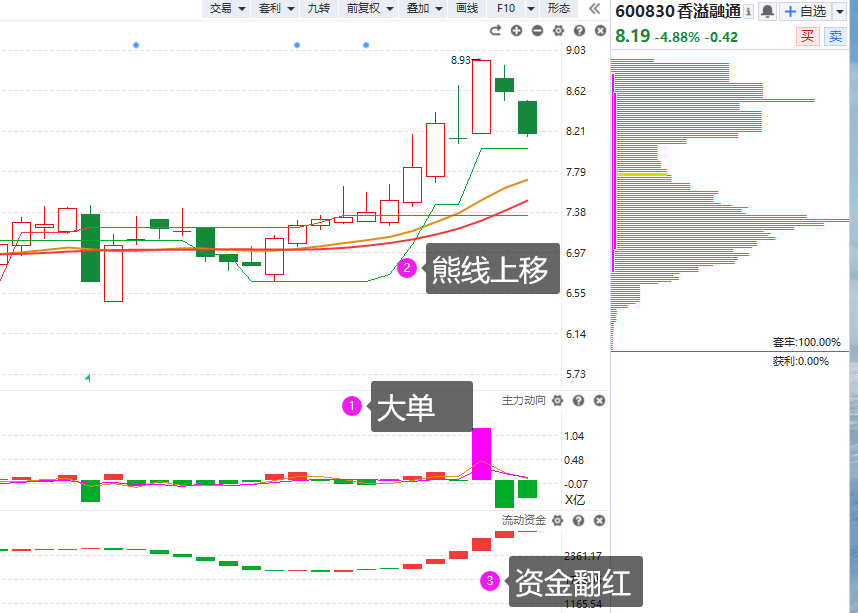 交易 套利 九转 前复权 叠加 画线 F10 形态
600830 香溢融通
自选
8.19 -4.88% -0.42
买 卖
9.03
8.93
8.62
8.21
7.79
7.38
6.97
2 熊线上移
6.55
6.14
套牢:100.00%
获利:0.00%
5.73
1 大单
主力动向
1.04
0.48
-0.07
X亿
流动资金
2361.17
3 资金翻红
1165.54